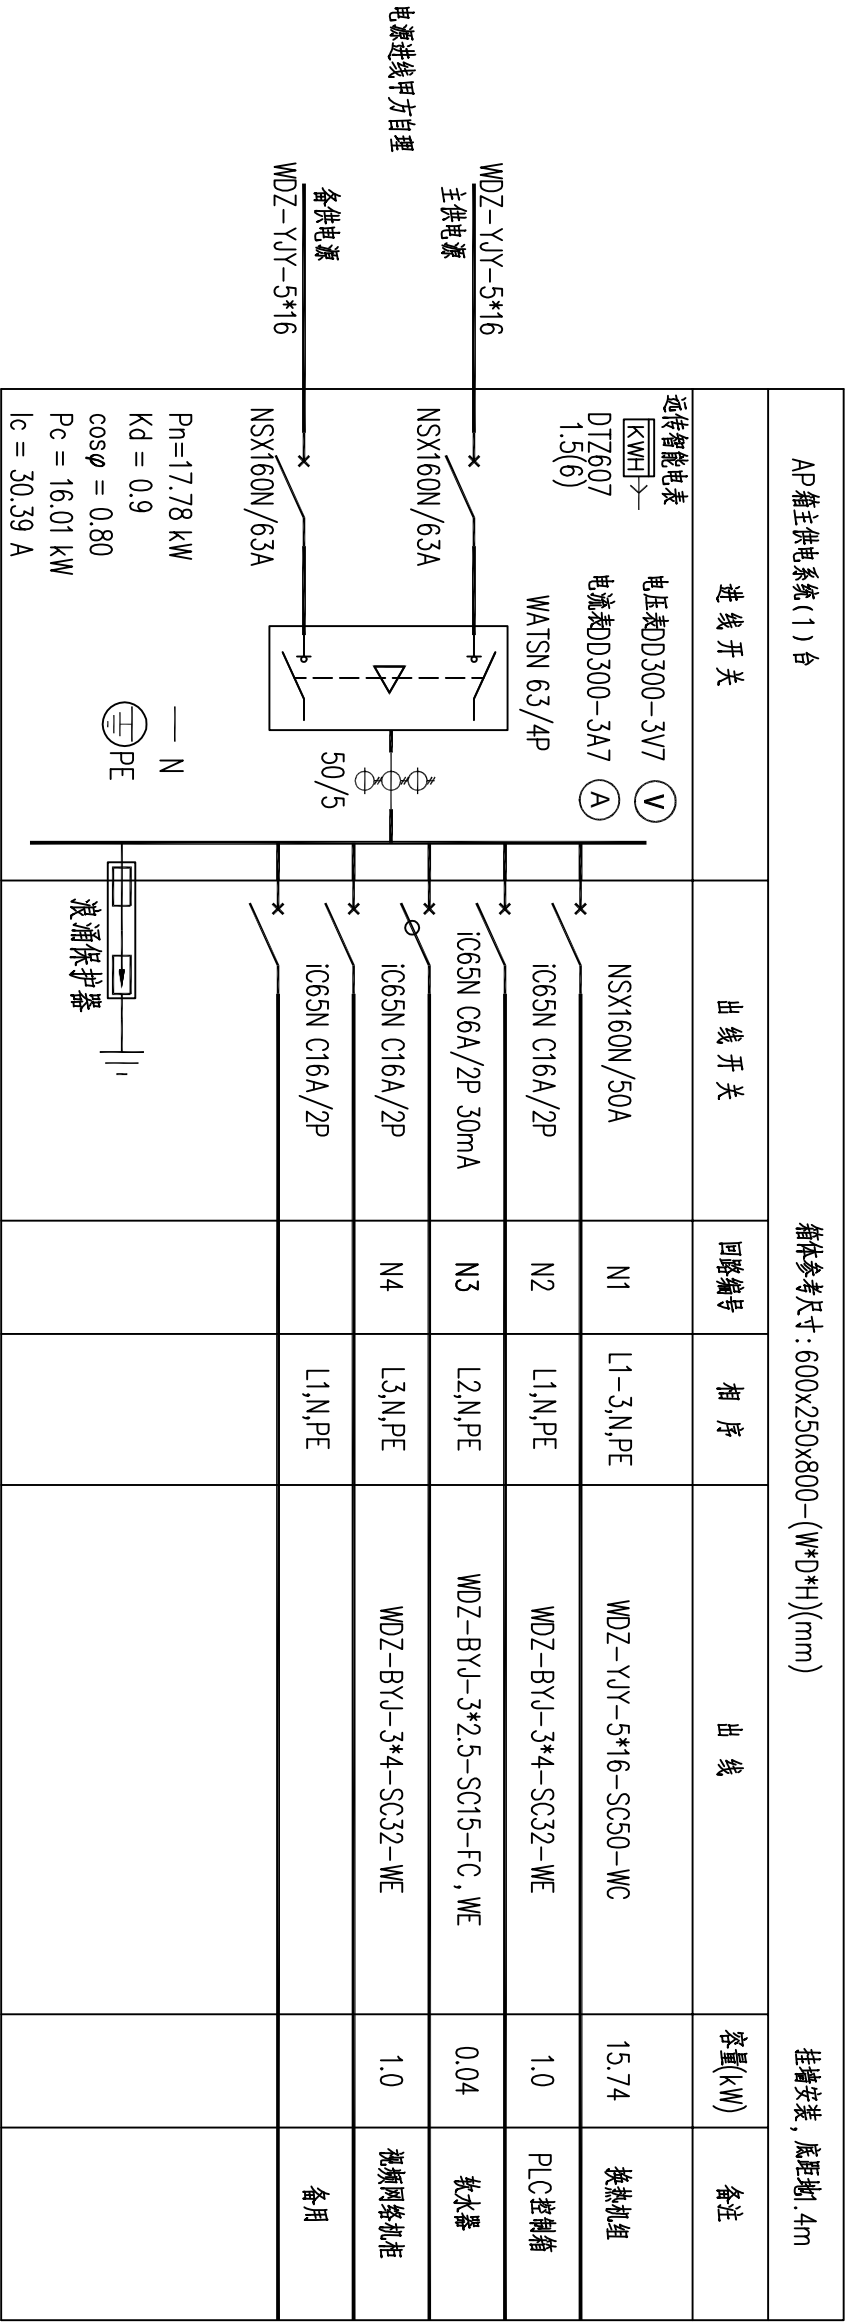 AP箱主供电系统(1)台
箱体参考尺寸:600x250x800-(W*D*H)(mm)
挂墙安装,底距地1.4m
进线开关
出线开关
回路编号
相序
出线
容量(kW)
备注
电源进线甲方自理
WDZ-YJY-5*16
主供电源
备供电源
WDZ-YJY-5*16
远传智能电表
KWH
DTZ607
1.5(6)
电压表DD300-3V7
V
电流表DD300-3A7
A
NSX160N/63A
NSX160N/63A
WATSN 63/4P
50/5
Pn=17.78 kW
Kd = 0.9
cosφ = 0.80
Pc = 16.01 kW
Ic = 30.39 A
N
PE
浪涌保护器
NSX160N/50A
N1
L1-3,N,PE
WDZ-YJY-5*16-SC50-WC
15.74
换热机组
iC65N C16A/2P
N2
L1,N,PE
WDZ-BYJ-3*4-SC32-WE
1.0
PLC控制箱
iC65N C6A/2P 30mA
N3
L2,N,PE
WDZ-BYJ-3*2.5-SC15-FC,WE
0.04
软水器
iC65N C16A/2P
N4
L3,N,PE
WDZ-BYJ-3*4-SC32-WE
1.0
视频网络机柜
iC65N C16A/2P
L1,N,PE
备用